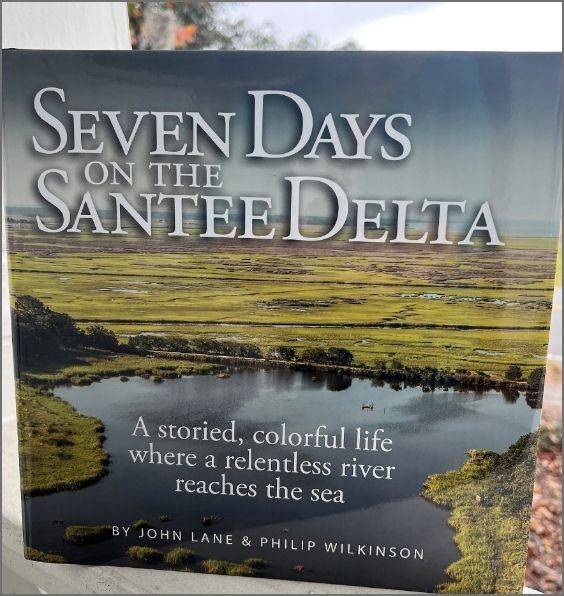 SEVEN DAYS
ON THE
SANTEE DELTA
A storied, colorful life
where a relentless river
reaches the sea
BY JOHN LANE & PHILIP WILKINSON